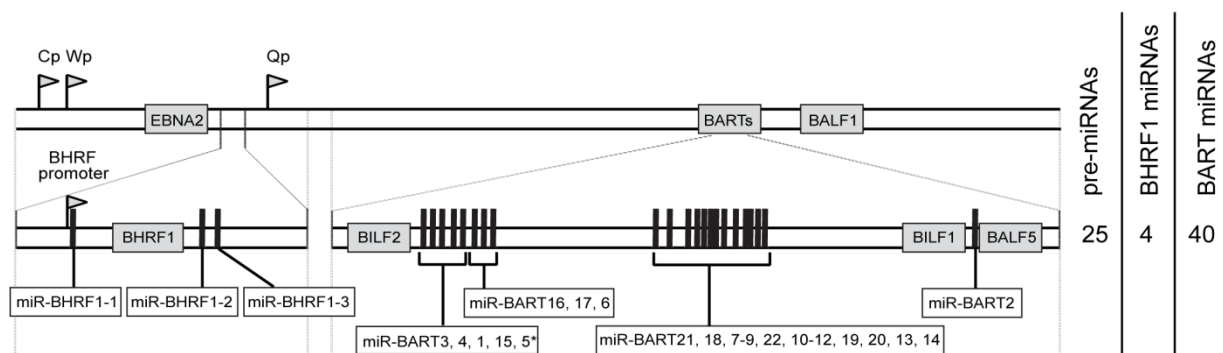 Cp Wp Qp
EBNA2 BARTs BALF1
BHRF
promoter
BHRF1 BILF2 BILF1 BALF5
miR-BHRF1-1 miR-BHRF1-2 miR-BHRF1-3 miR-BART16, 17, 6 miR-BART2
miR-BART3, 4, 1, 15, 5* miR-BART21, 18, 7-9, 22, 10-12, 19, 20, 13, 14
pre-miRNAs
25
BHRF1 miRNAs
4
BART miRNAs
40